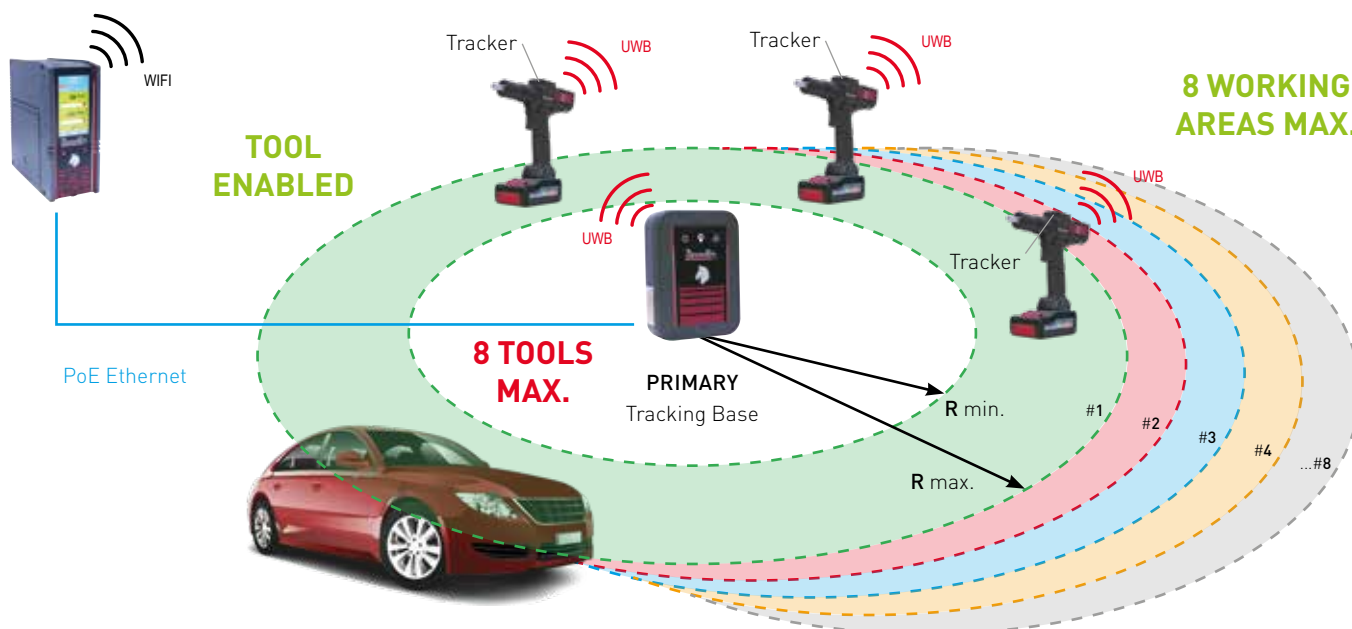 WIFI
Tracker
UWB
Tracker
UWB
8 WORKING
AREAS MAX.
TOOL
ENABLED
UWB
UWB
Tracker
PoE Ethernet
8 TOOLS
MAX.
PRIMARY
Tracking Base
R min.
R max.
#1
#2
#3
#4
...#8